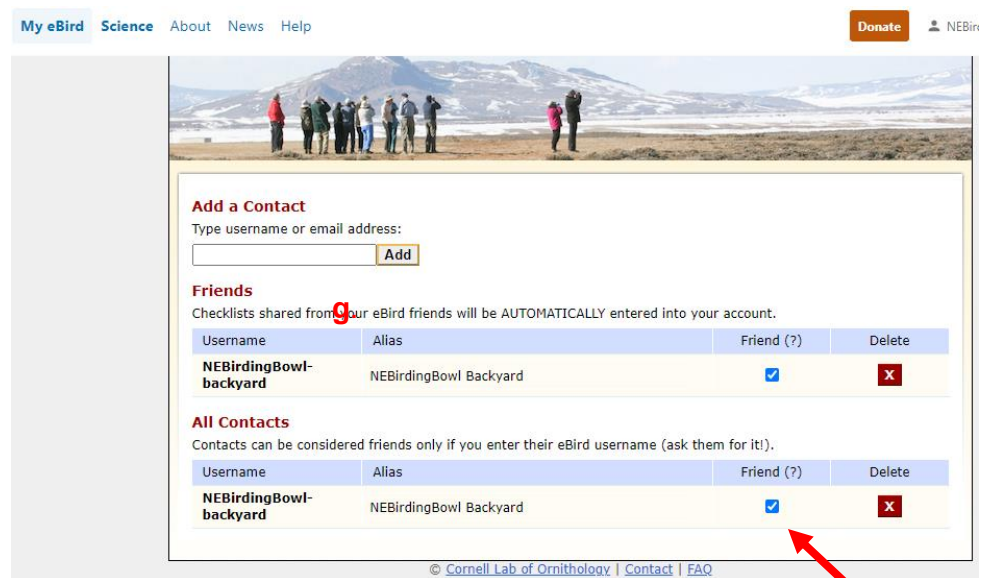 My eBird Science About News Help Donate NEBir
Add a Contact
Type username or email address:
Add
Friends
g.
Checklists shared from your eBird friends will be AUTOMATICALLY entered into your account.
Username Alias Friend (?) Delete
NEBirdingBowl-
backyard NEBirdingBowl Backyard X
All Contacts
Contacts can be considered friends only if you enter their eBird username (ask them for it!).
Username Alias Friend (?) Delete
NEBirdingBowl-
backyard NEBirdingBowl Backyard X
© Cornell Lab of Ornithology | Contact | FAQ